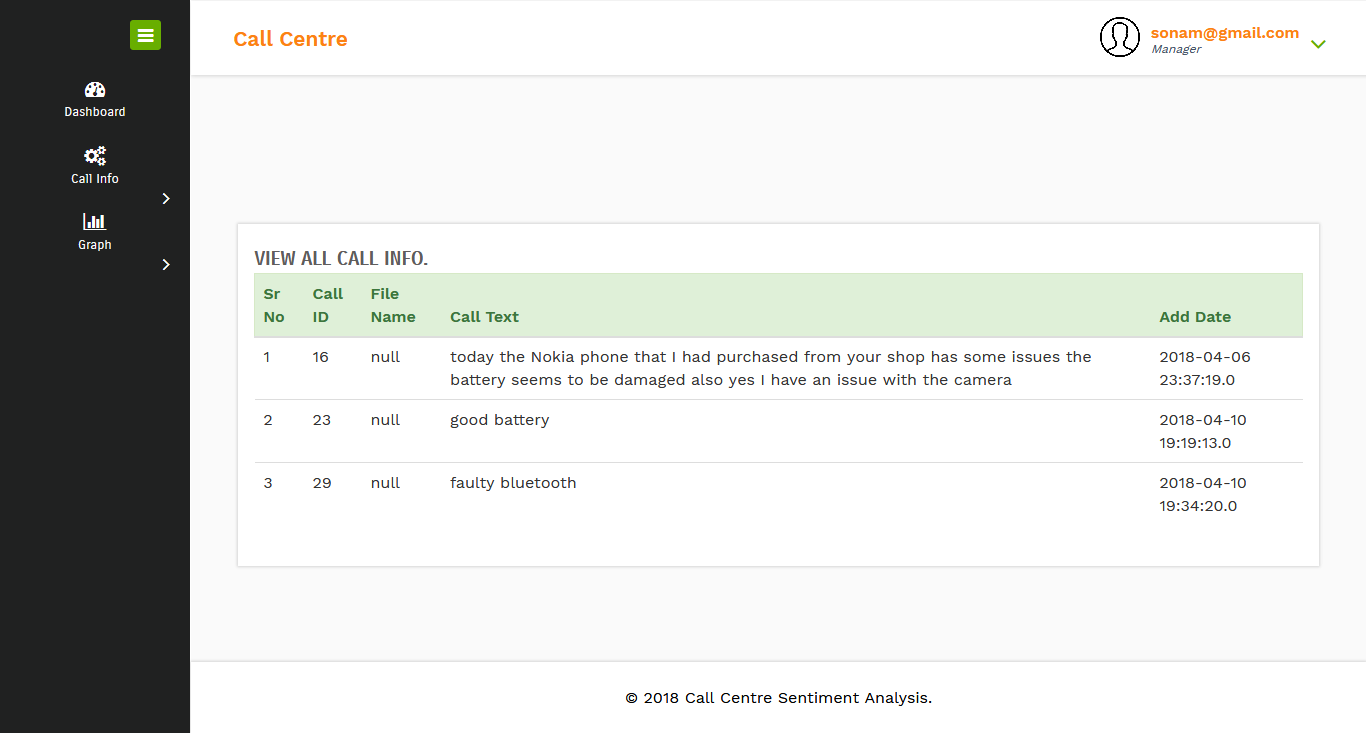 Call Centre
sonam@gmail.com
Manager
Dashboard
Call Info
Graph
VIEW ALL CALL INFO.
Sr No Call ID File Name Call Text Add Date
1 16 null today the Nokia phone that I had purchased from your shop has some issues the 2018-04-06
battery seems to be damaged also yes I have an issue with the camera 23:37:19.0
2 23 null good battery 2018-04-10
19:19:13.0
3 29 null faulty bluetooth 2018-04-10
19:34:20.0
© 2018 Call Centre Sentiment Analysis.